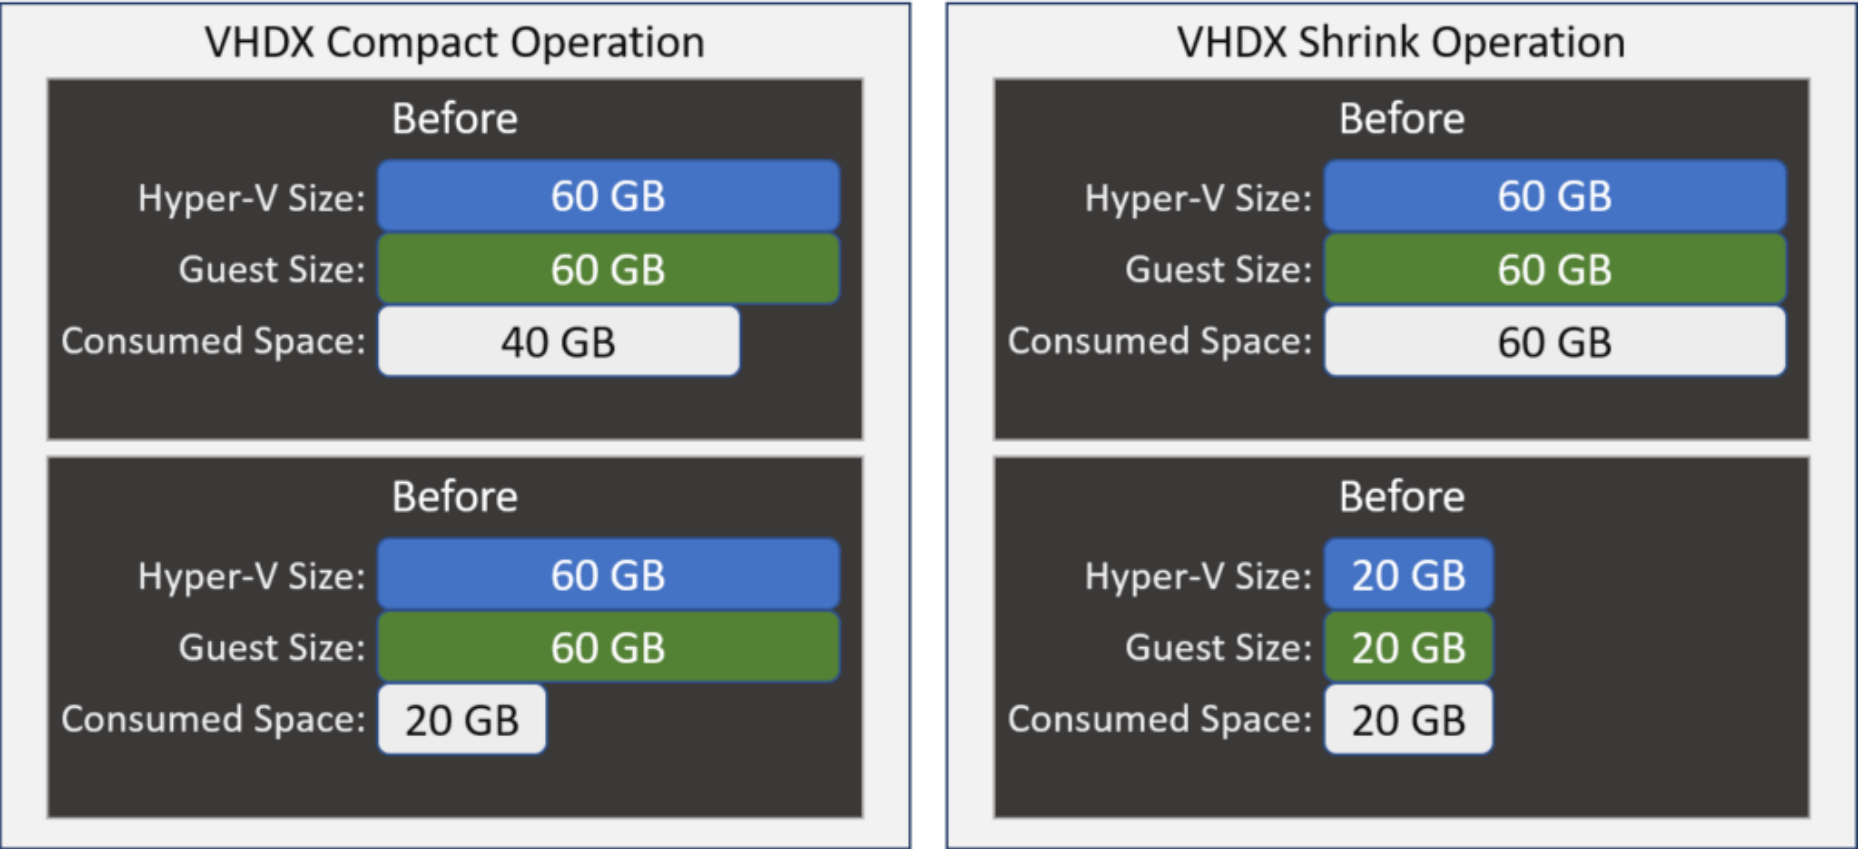 VHDX Compact Operation
Before
Hyper-V Size: 60 GB
Guest Size: 60 GB
Consumed Space: 40 GB
Before
Hyper-V Size: 60 GB
Guest Size: 60 GB
Consumed Space: 20 GB
VHDX Shrink Operation
Before
Hyper-V Size: 60 GB
Guest Size: 60 GB
Consumed Space: 60 GB
Before
Hyper-V Size: 20 GB
Guest Size: 20 GB
Consumed Space: 20 GB